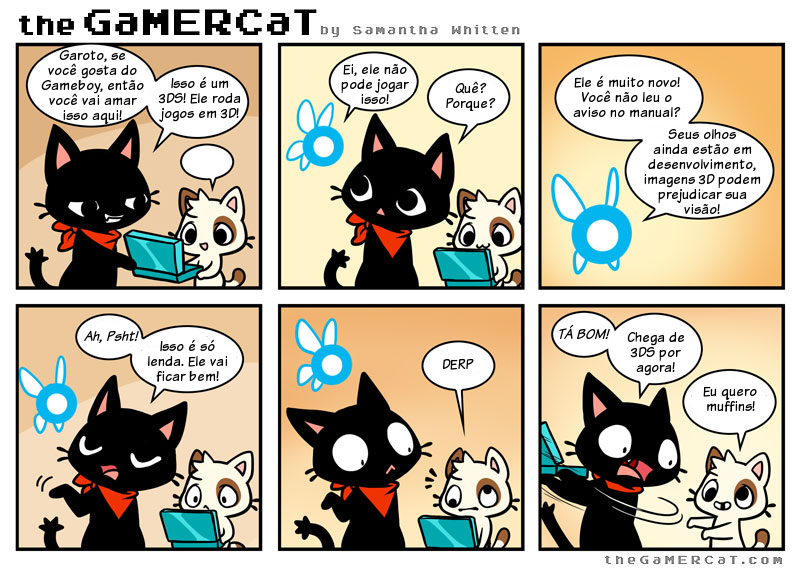 the GaMERCaT by Samantha Whitten
Garoto, se
você gosta do
Gameboy, então
você vai amar
isso aqui!
Isso é um
3DS! Ele roda
jogos em 3D!
Ei, ele não
pode jogar
isso!
Quê?
Porque?
Ele é muito novo!
Você não leu o
aviso no manual?
Seus olhos
ainda estão em
desenvolvimento,
imagens 3D podem
prejudicar sua
visão!
Ah, Psht!
Isso é só
lenda. Ele vai
ficar bem!
DERP
TÁ BOM!
Chega de
3DS por
agora!
Eu quero
muffins!
theGaMERCaT.com